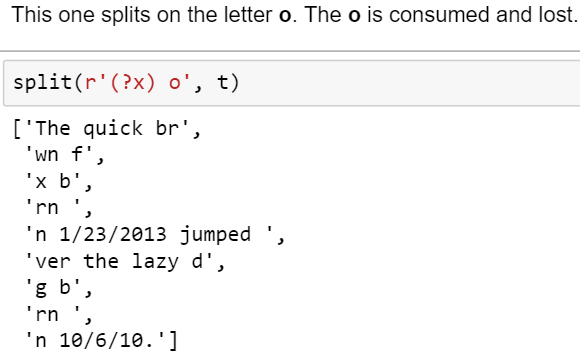 This one splits on the letter o. The o is consumed and lost.
split(r'(?x) o', t)
['The quick br',
'wn f',
'x b',
'rn ',
'n 1/23/2013 jumped ',
'ver the lazy d',
'g b',
'rn ',
'n 10/6/10.']